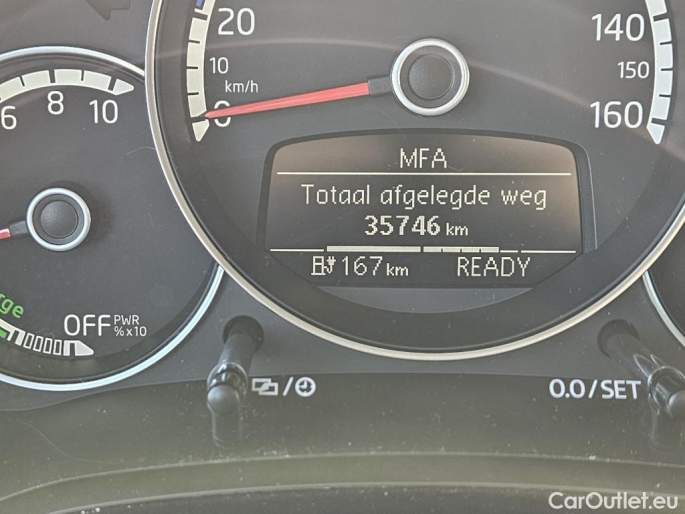 20
10
km/h
0
140
150
160
6 8 10
MFA
Totaal afgelegde weg
35746 km
167 km READY
OFF PWR
% x 10
0.0/SET
CarOutlet.eu